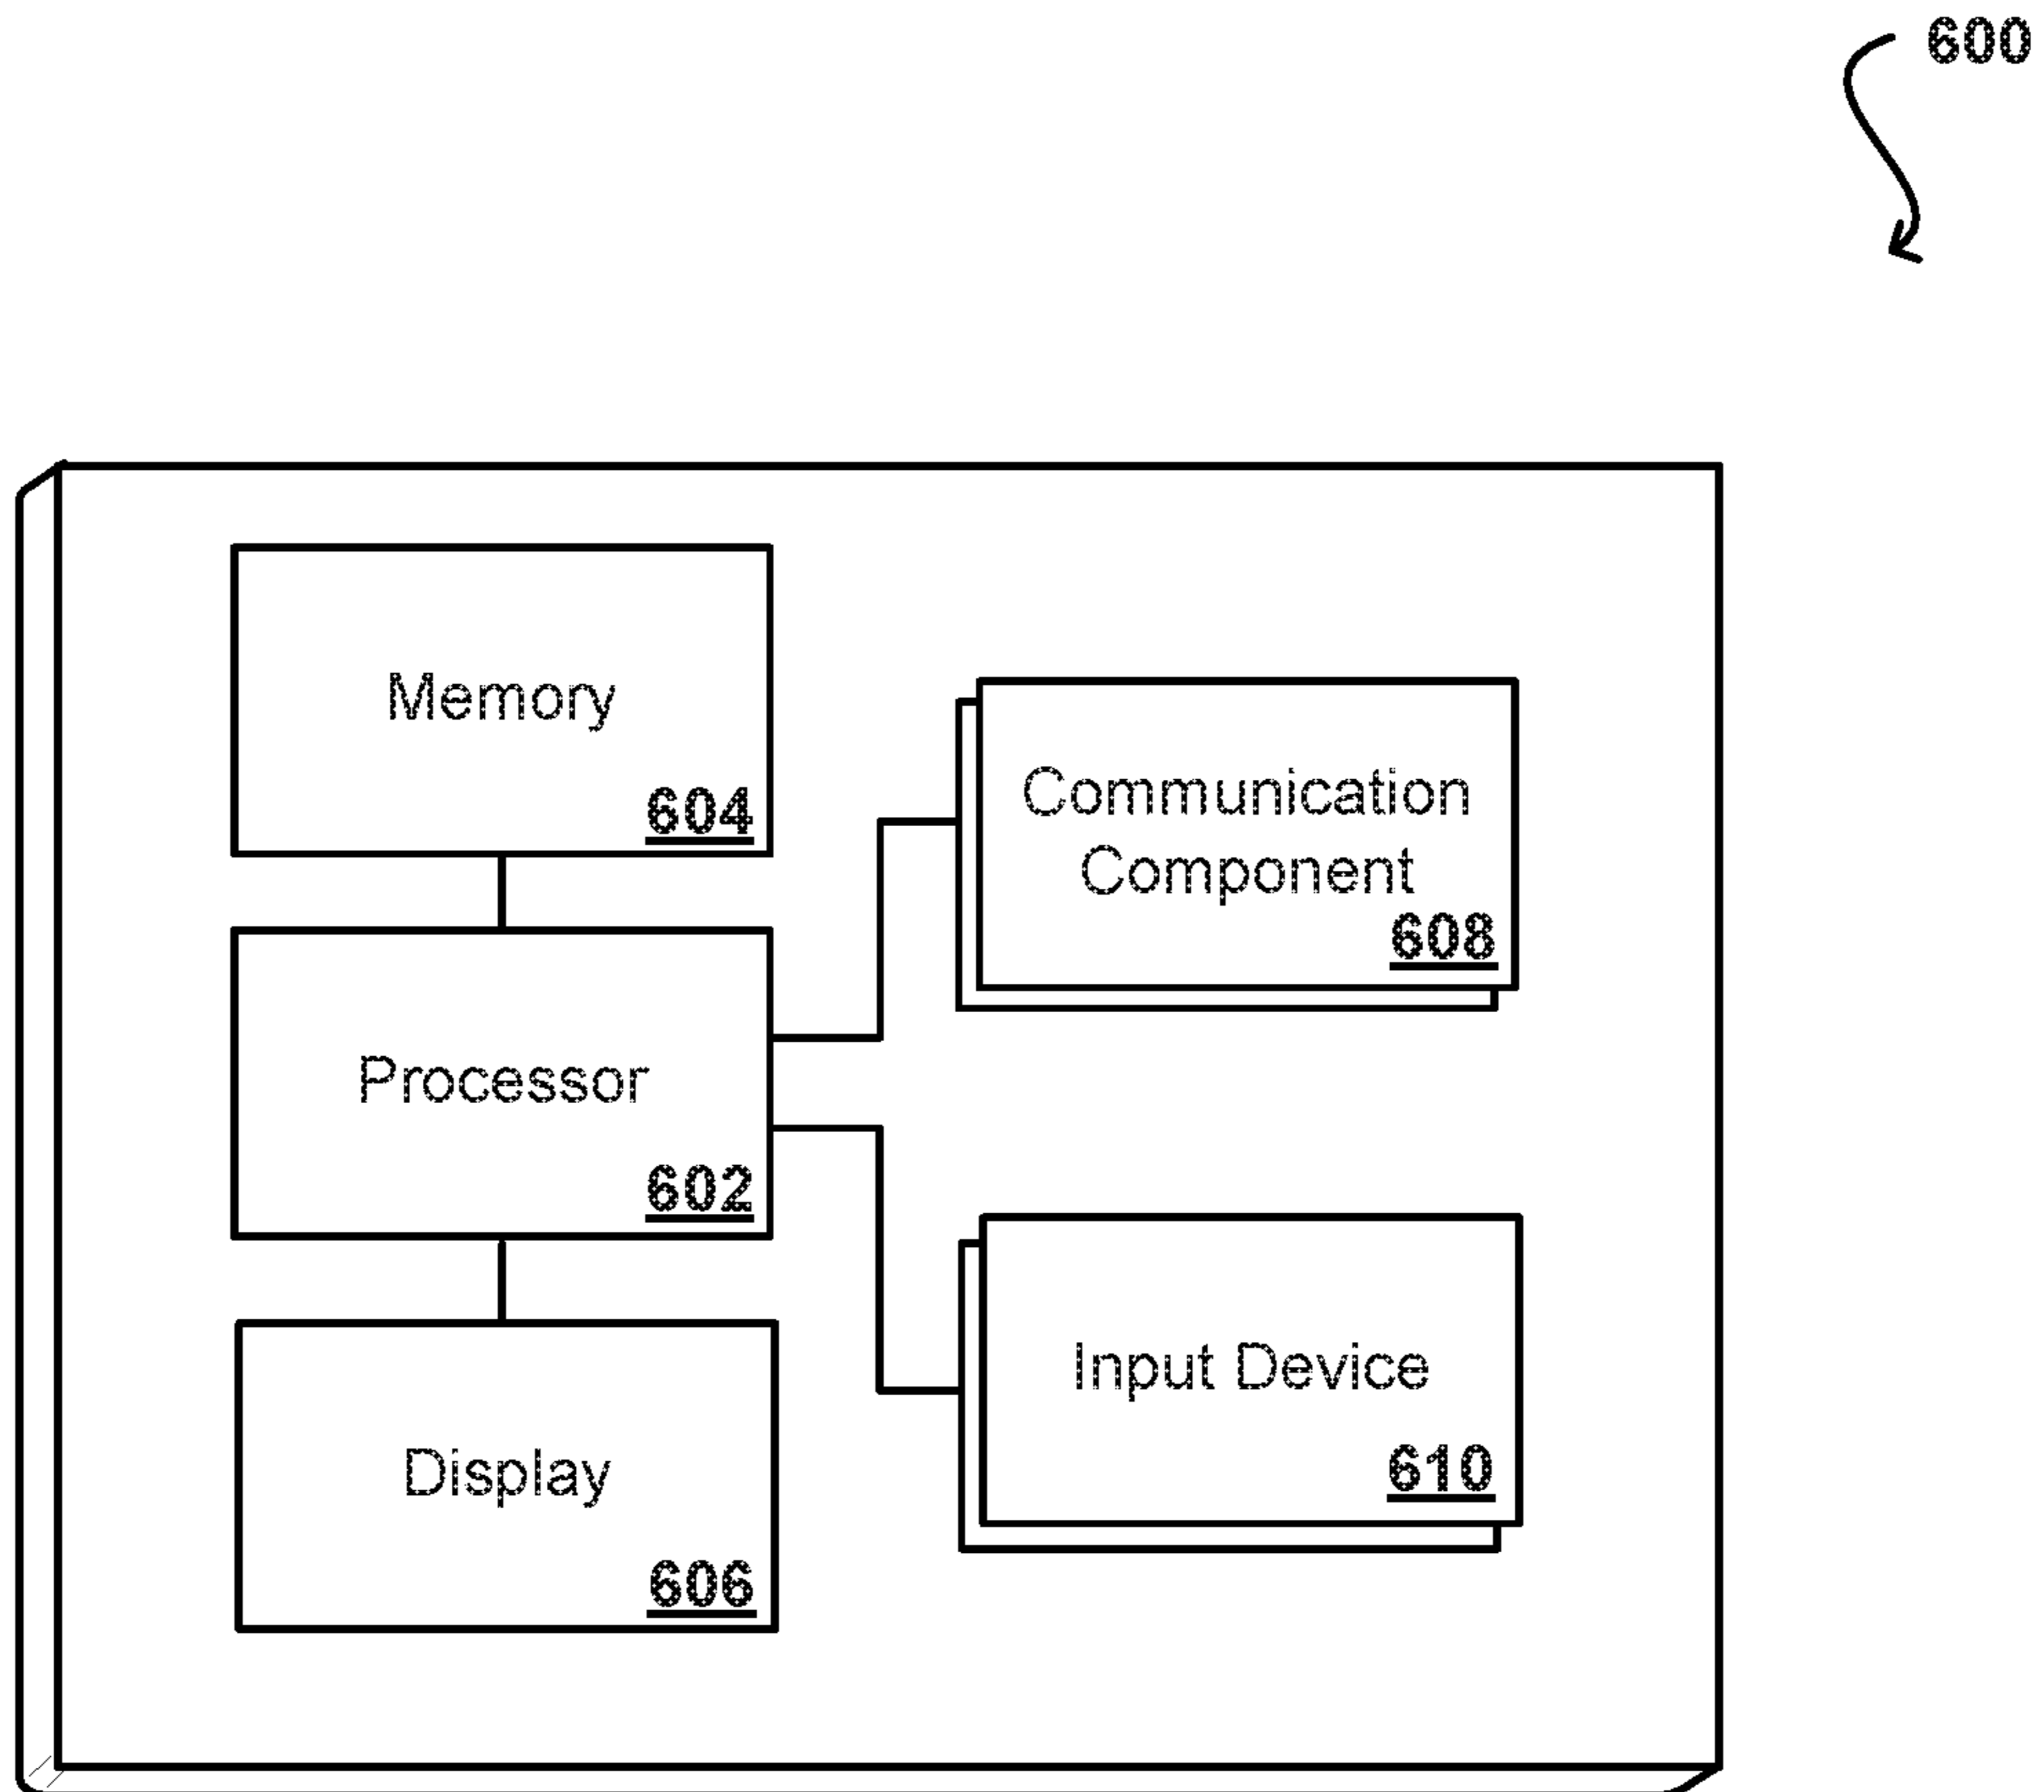 600
Memory
604
Communication
Component
608
Processor
602
Input Device
610
Display
606